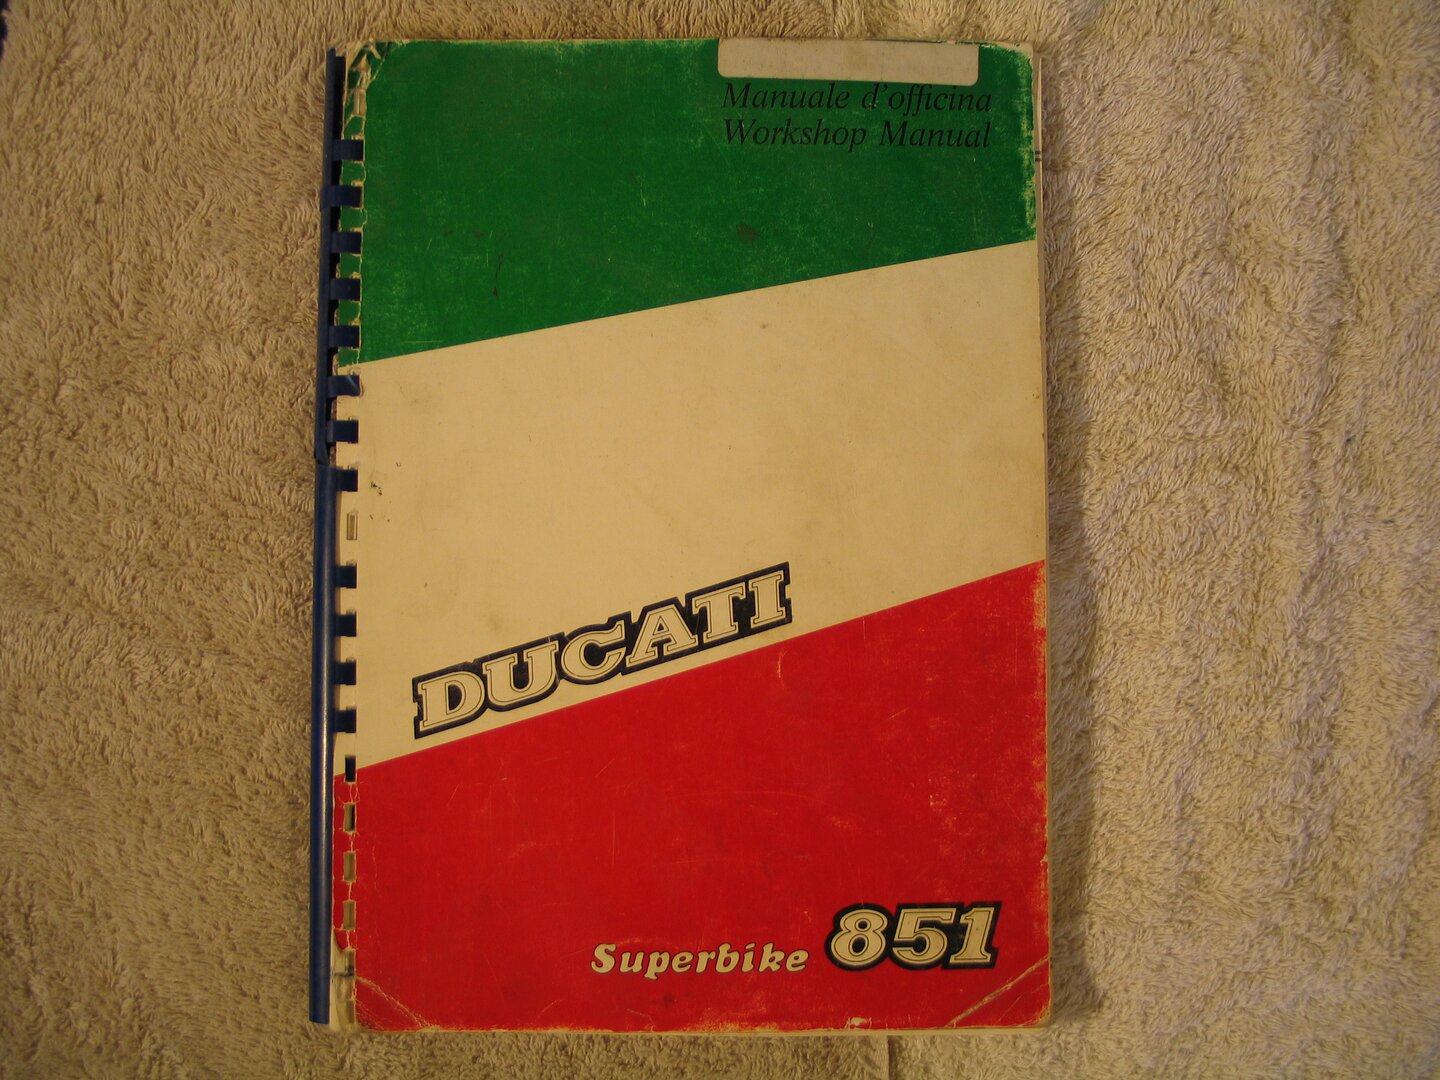 Manuale d'officina
Workshop Manual
DUCATI
Superbike 851